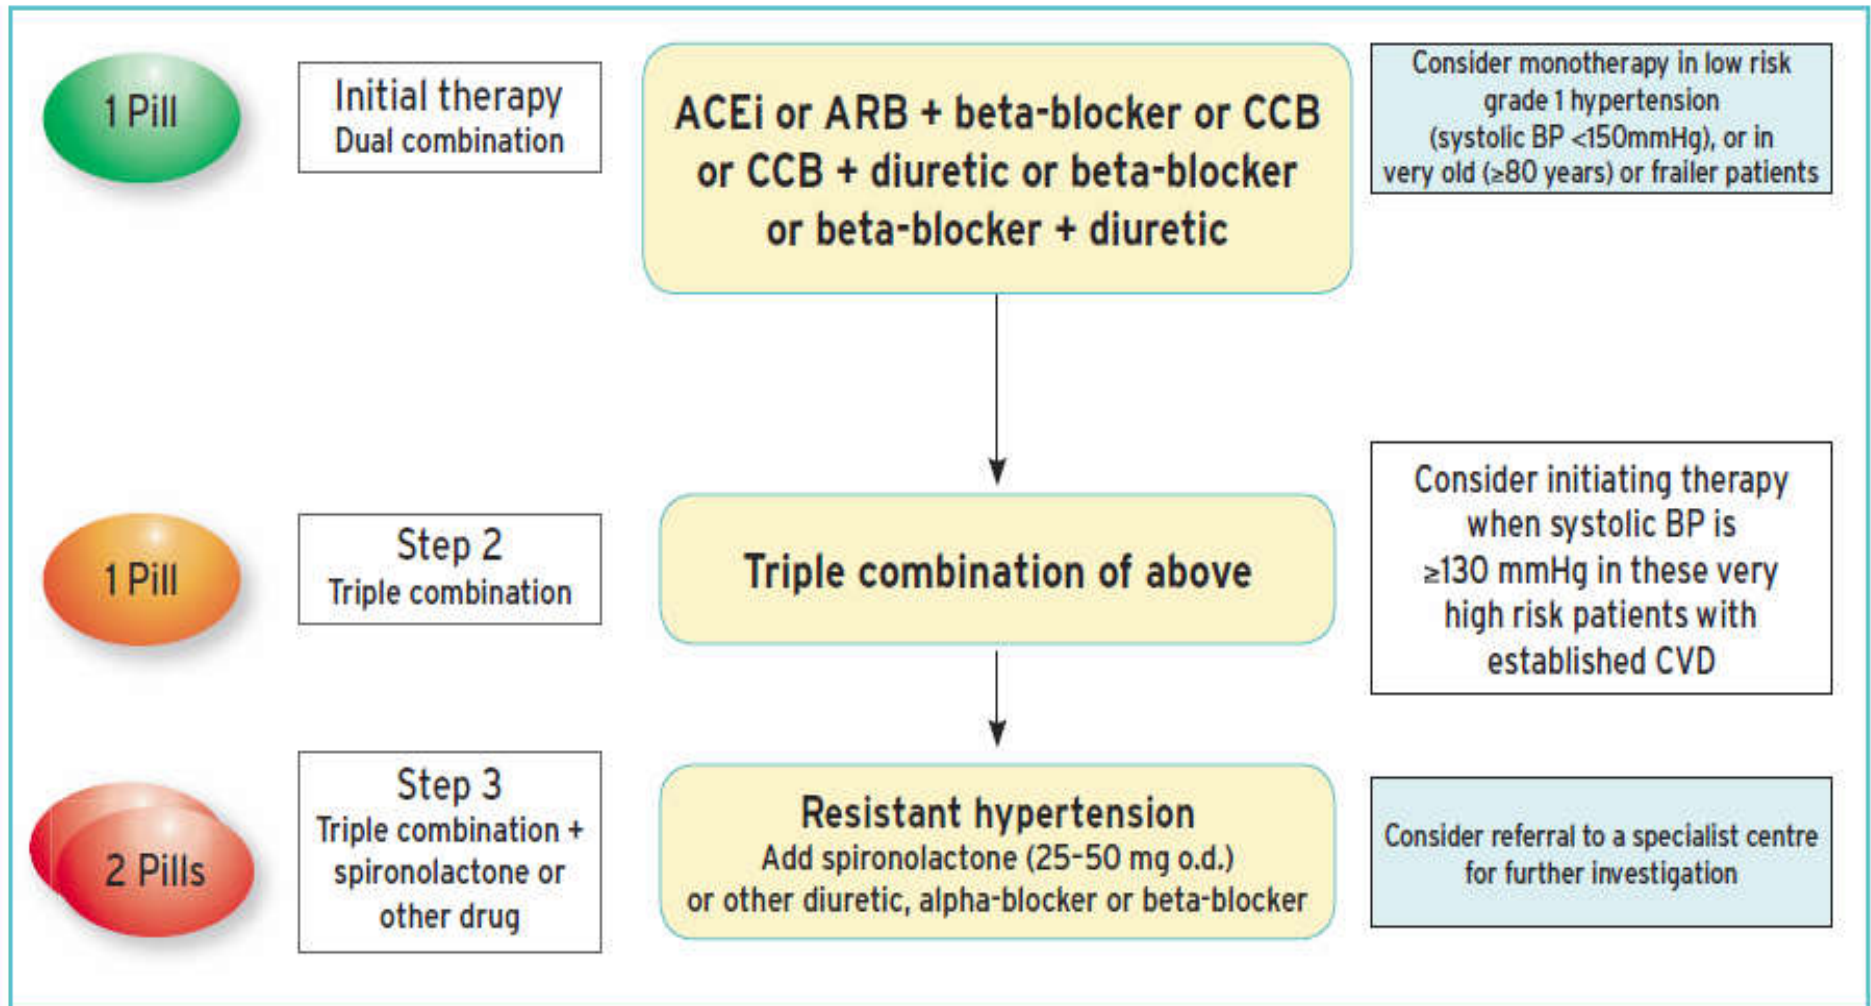 1 Pill
Initial therapy
Dual combination
ACEi or ARB + beta-blocker or CCB
or CCB + diuretic or beta-blocker
or beta-blocker + diuretic
Consider monotherapy in low risk
grade 1 hypertension
(systolic BP <150mmHg), or in
very old (≥80 years) or frailer patients
1 Pill
Step 2
Triple combination
Triple combination of above
Consider initiating therapy
when systolic BP is
≥130 mmHg in these very
high risk patients with
established CVD
2 Pills
Step 3
Triple combination +
spironolactone or
other drug
Resistant hypertension
Add spironolactone (25-50 mg o.d.)
or other diuretic, alpha-blocker or beta-blocker
Consider referral to a specialist centre
for further investigation